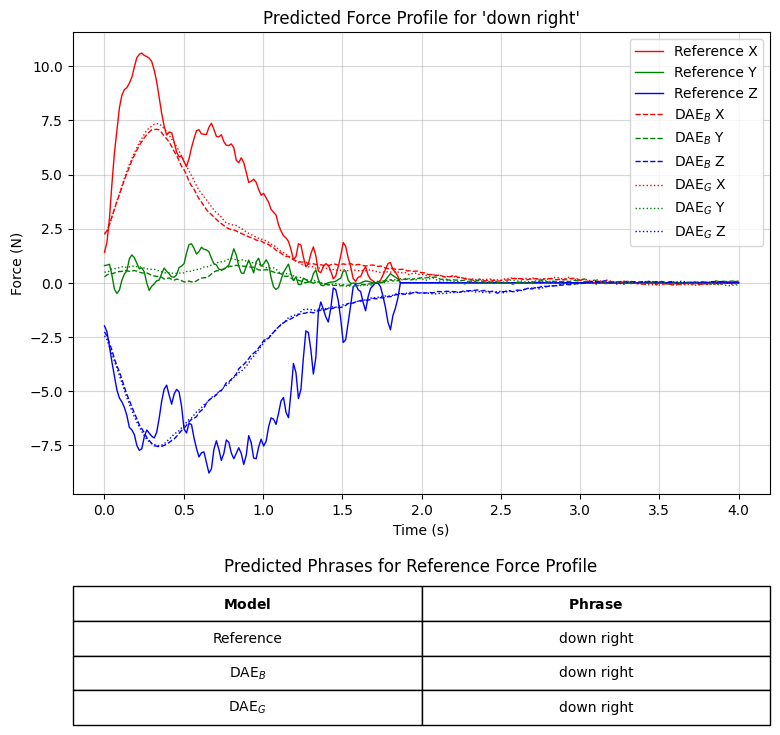 Predicted Force Profile for 'down right'
Force (N)
10.0
7.5
5.0
2.5
0.0
−2.5
−5.0
−7.5
Reference X
Reference Y
Reference Z
DAE_B X
DAE_B Y
DAE_B Z
DAE_G X
DAE_G Y
DAE_G Z
0.0 0.5 1.0 1.5 2.0 2.5 3.0 3.5 4.0
Time (s)
Predicted Phrases for Reference Force Profile
Model Phrase
Reference down right
DAE_B down right
DAE_G down right